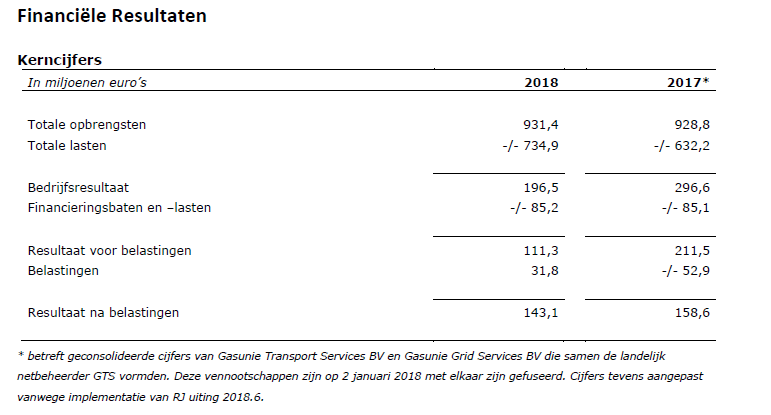 Financiële Resultaten
Kerncijfers
In miljoenen euro’s 2018 2017*
Totale opbrengsten 931,4 928,8
Totale lasten -/- 734,9 -/- 632,2
Bedrijfsresultaat 196,5 296,6
Financieringsbaten en –lasten -/- 85,2 -/- 85,1
Resultaat voor belastingen 111,3 211,5
Belastingen 31,8 -/- 52,9
Resultaat na belastingen 143,1 158,6
* betreft geconsolideerde cijfers van Gasunie Transport Services BV en Gasunie Grid Services BV die samen de landelijk
netbeheerder GTS vormden. Deze vennootschappen zijn op 2 januari 2018 met elkaar zijn gefuseerd. Cijfers tevens aangepast
vanwege implementatie van RJ uiting 2018.6.